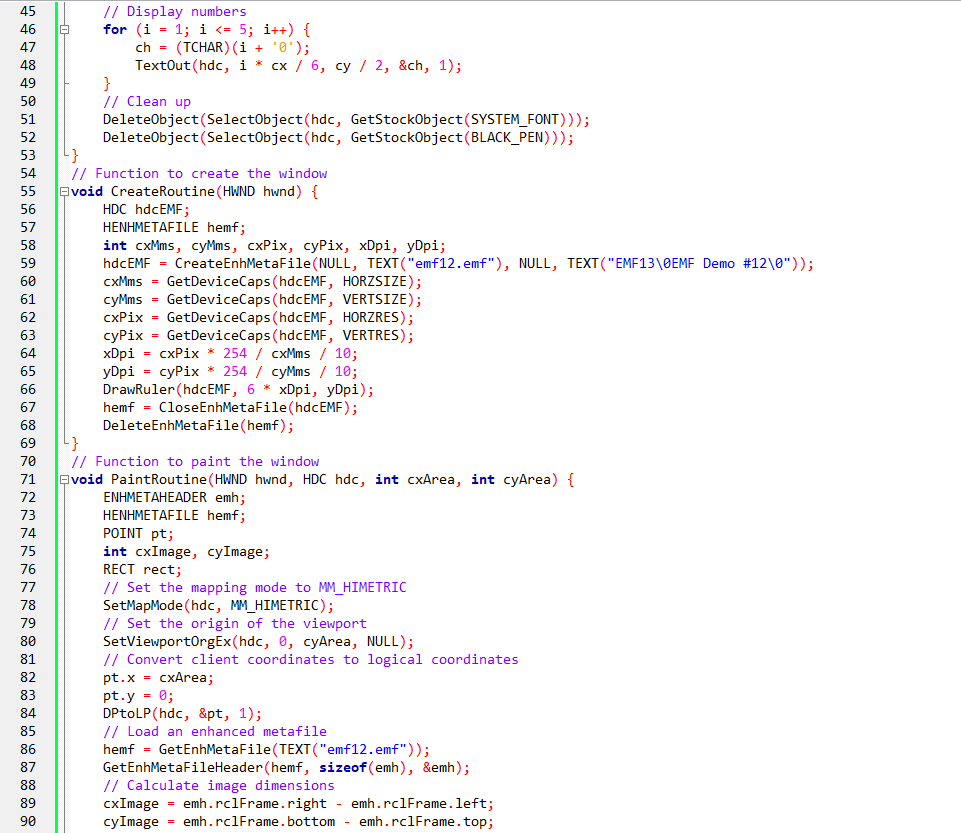 45 // Display numbers
46 for (i = 1; i <= 5; i++) {
47 ch = (TCHAR)(i + '0');
48 TextOut(hdc, i * cx / 6, cy / 2, &ch, 1);
49 }
50 // Clean up
51 DeleteObject(SelectObject(hdc, GetStockObject(SYSTEM_FONT)));
52 DeleteObject(SelectObject(hdc, GetStockObject(BLACK_PEN)));
53 }
54 // Function to create the window
55 void CreateRoutine(HWND hwnd) {
56 HDC hdcEMF;
57 HENHMETAFILE hemf;
58 int cxMms, cyMms, cxPix, cyPix, xDpi, yDpi;
59 hdcEMF = CreateEnhMetaFile(NULL, TEXT("emf12.emf"), NULL, TEXT("EMF13\0EMF Demo #12\0"));
60 cxMms = GetDeviceCaps(hdcEMF, HORZSIZE);
61 cyMms = GetDeviceCaps(hdcEMF, VERTSIZE);
62 cxPix = GetDeviceCaps(hdcEMF, HORZRES);
63 cyPix = GetDeviceCaps(hdcEMF, VERTRES);
64 xDpi = cxPix * 254 / cxMms / 10;
65 yDpi = cyPix * 254 / cyMms / 10;
66 DrawRuler(hdcEMF, 6 * xDpi, yDpi);
67 hemf = CloseEnhMetaFile(hdcEMF);
68 DeleteEnhMetaFile(hemf);
69 }
70 // Function to paint the window
71 void PaintRoutine(HWND hwnd, HDC hdc, int cxArea, int cyArea) {
72 ENHMETAHEADER emh;
73 HENHMETAFILE hemf;
74 POINT pt;
75 int cxImage, cyImage;
76 RECT rect;
77 // Set the mapping mode to MM_HIMETRIC
78 SetMapMode(hdc, MM_HIMETRIC);
79 // Set the origin of the viewport
80 SetViewportOrgEx(hdc, 0, cyArea, NULL);
81 // Convert client coordinates to logical coordinates
82 pt.x = cxArea;
83 pt.y = 0;
84 DPtoLP(hdc, &pt, 1);
85 // Load an enhanced metafile
86 hemf = GetEnhMetaFile(TEXT("emf12.emf"));
87 GetEnhMetaFileHeader(hemf, sizeof(emh), &emh);
88 // Calculate image dimensions
89 cxImage = emh.rclFrame.right - emh.rclFrame.left;
90 cyImage = emh.rclFrame.bottom - emh.rclFrame.top;